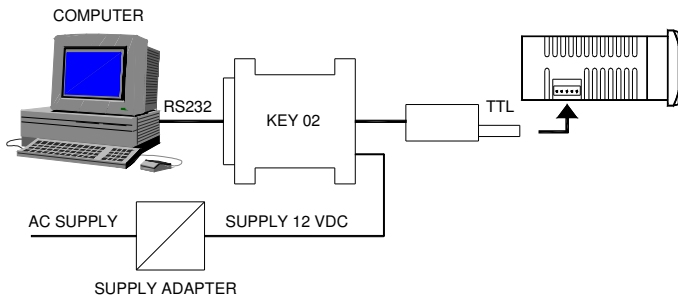 COMPUTER
RS232
KEY 02
TTL
AC SUPPLY
SUPPLY 12 VDC
SUPPLY ADAPTER